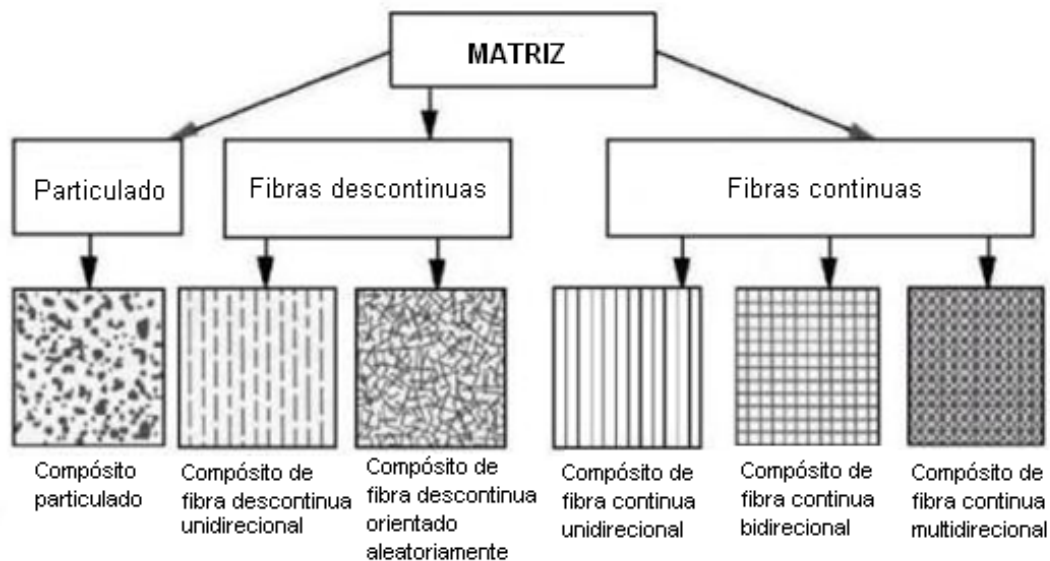 MATRIZ
Particulado
Fibras descontinuas
Fibras continuas
Compósito
particulado
Compósito de
fibra descontinua
unidirecional
Compósito de
fibra descontinua
orientado
aleatoriamente
Compósito de
fibra continua
unidirecional
Compósito de
fibra continua
bidirecional
Compósito de
fibra continua
multidirecional